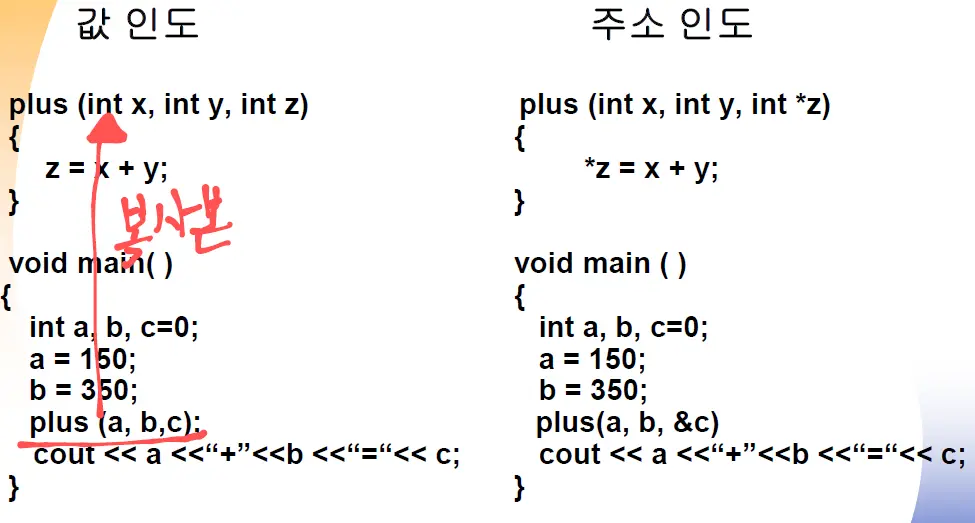 값 인도
plus (int x, int y, int z)
{
z = x + y;
}
복사본
void main( )
{
int a, b, c=0;
a = 150;
b = 350;
plus (a, b,c);
cout << a <<“+”<<b <<“=“<< c;
}
주소 인도
plus (int x, int y, int *z)
{
*z = x + y;
}
void main ( )
{
int a, b, c=0;
a = 150;
b = 350;
plus(a, b, &c)
cout << a <<“+”<<b <<“=“<< c;
}